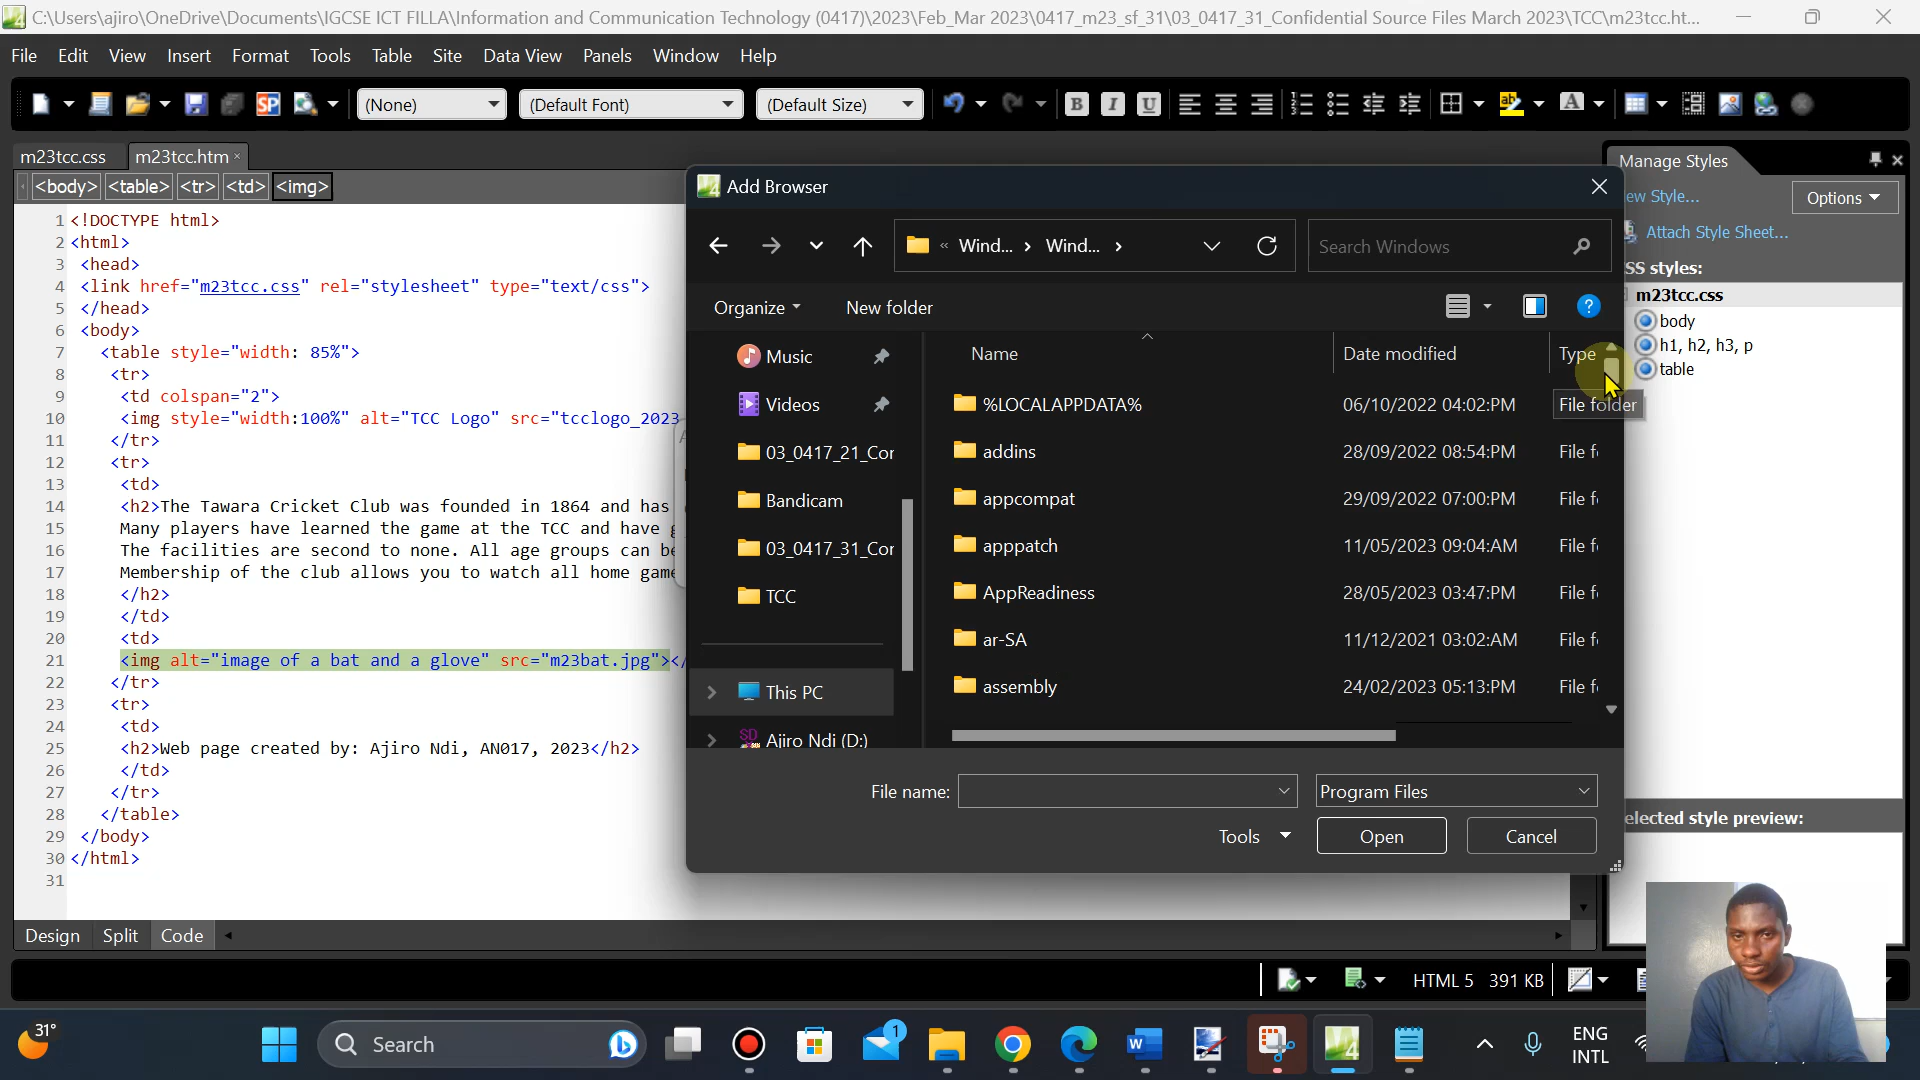 C:\Users\ajiro\OneDrive\Documents\IGCSE ICT FILLA\Information and Communication Technology (0417)\2023\Feb_Mar 2023\0417_m23_sf_31\03_0417_31_Confidential Source Files March 2023\TCC\m23tcc.ht...
File Edit View Insert Format Tools Table Site Data View Panels Window Help
(None) (Default Font) (Default Size)
m23tcc.css m23tcc.htm
<body> <table> <tr> <td> <img>
1 <!DOCTYPE html>
2 <html>
3 <head>
4 <link href="m23tcc.css" rel="stylesheet" type="text/css">
5 </head>
6 <body>
7 <table style="width: 85%">
8 <tr>
9 <td colspan="2">
10 <img style="width:100%" alt="TCC Logo" src="tcclogo_2023
11 </tr>
12 <tr>
13 <td>
14 <h2>The Tawara Cricket Club was founded in 1864 and has
15 Many players have learned the game at the TCC and have
16 The facilities are second to none. All age groups can
17 Membership of the club allows you to watch all home
18 </h2>
19 </td>
20 <td>
21 <img alt="image of a bat and a glove" src="m23bat.jpg"></
22 </tr>
23 <tr>
24 <td>
25 <h2>Web page created by: Ajiro Ndi, AN017, 2023</h2>
26 </td>
27 </tr>
28 </table>
29 </body>
30 </html>
31
Design Split Code
Add Browser
« Wind... › Wind... ›
Search Windows
Organize New folder
Music
Videos
03_0417_21_Cor
Bandicam
03_0417_31_Cor
TCC
This PC
Ajiro Ndi (D:)
Name Date modified Type
%LOCALAPPDATA% 06/10/2022 04:02:PM File folder
addins 28/09/2022 08:54:PM File f
appcompat 29/09/2022 07:00:PM File f
apppatch 11/05/2023 09:04:AM File f
AppReadiness 28/05/2023 03:47:PM File f
ar-SA 11/12/2021 03:02:AM File f
assembly 24/02/2023 05:13:PM File f
File name: Program Files
Tools Open Cancel
Manage Styles
ew Style... Options
Attach Style Sheet...
SS styles:
m23tcc.css
body
h1, h2, h3, p
table
elected style preview:
HTML 5 391 KB
31°
Search
1
ENG
INTL